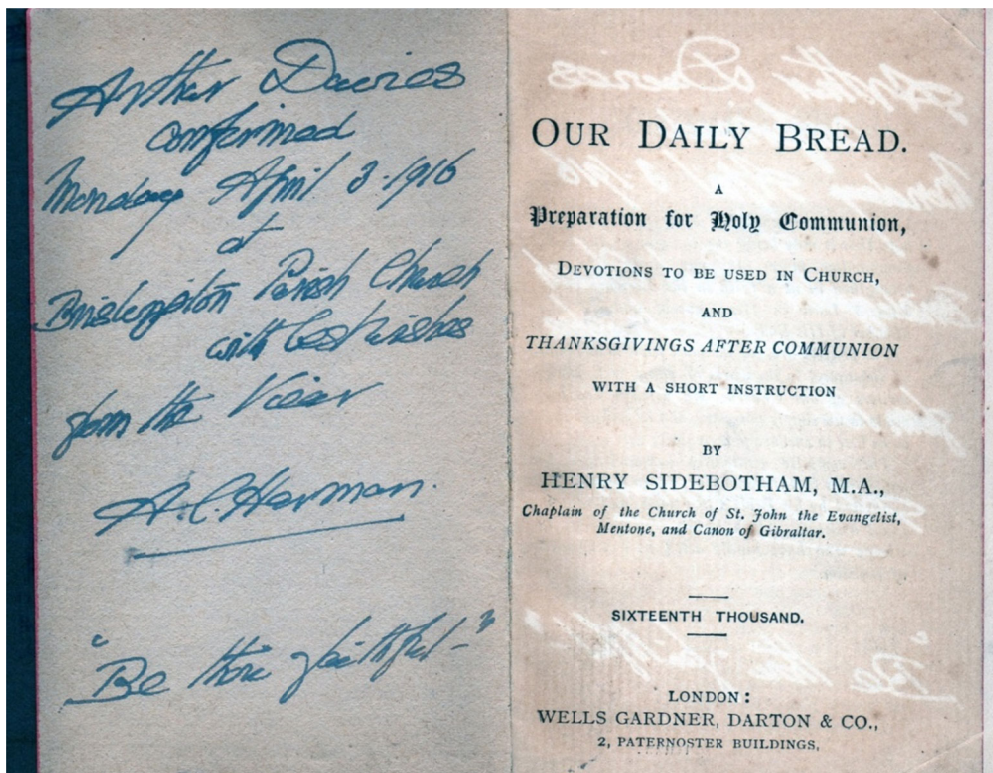 Arthur Davies
confirmed
Monday April 3. 1916
at
Brislington Parish Church
with best wishes
from the Vicar
A.C. Harman.
"Be thou faithful-"
OUR DAILY BREAD.
A
Preparation for Holy Communion,
DEVOTIONS TO BE USED IN CHURCH,
AND
THANKSGIVINGS AFTER COMMUNION
WITH A SHORT INSTRUCTION
BY
HENRY SIDEBOTHAM, M.A.,
Chaplain of the Church of St. John the Evangelist,
Mentone, and Canon of Gibraltar.
SIXTEENTH THOUSAND.
LONDON:
WELLS GARDNER, DARTON & CO.,
2, PATERNOSTER BUILDINGS.